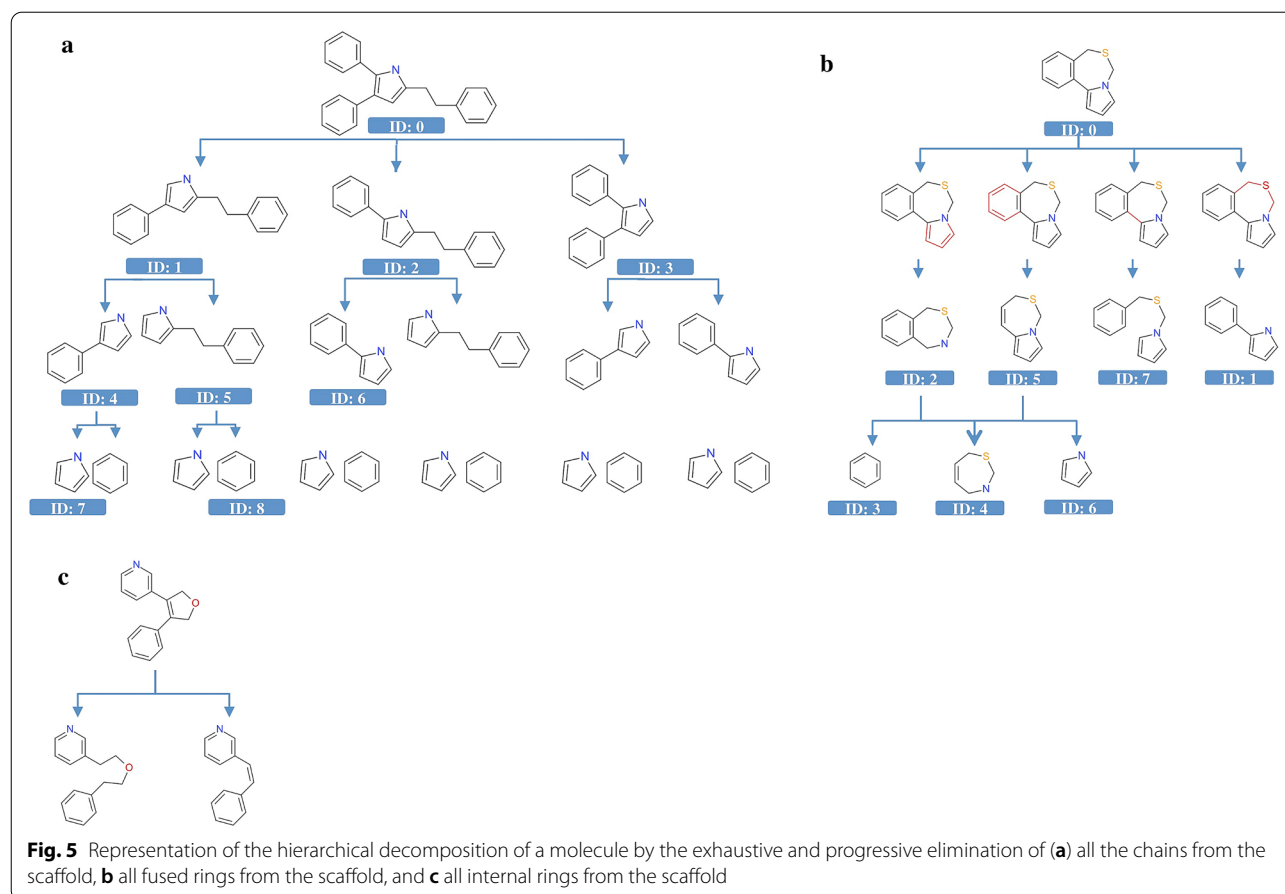 a
N
ID: 0
N
N
N
ID: 1
ID: 2
ID: 3
N
N
N
N
N
N
ID: 4
ID: 5
ID: 6
N
N
N
N
N
N
ID: 7
ID: 8
b
S
N
ID: 0
S
S
S
S
N
N
N
N
S
S
S
N
N
N
N
ID: 2
ID: 5
ID: 7
ID: 1
S
N
N
ID: 3
ID: 4
ID: 6
c
N
O
N
N
O
Fig. 5 Representation of the hierarchical decomposition of a molecule by the exhaustive and progressive elimination of (a) all the chains from the
scaffold, b all fused rings from the scaffold, and c all internal rings from the scaffold